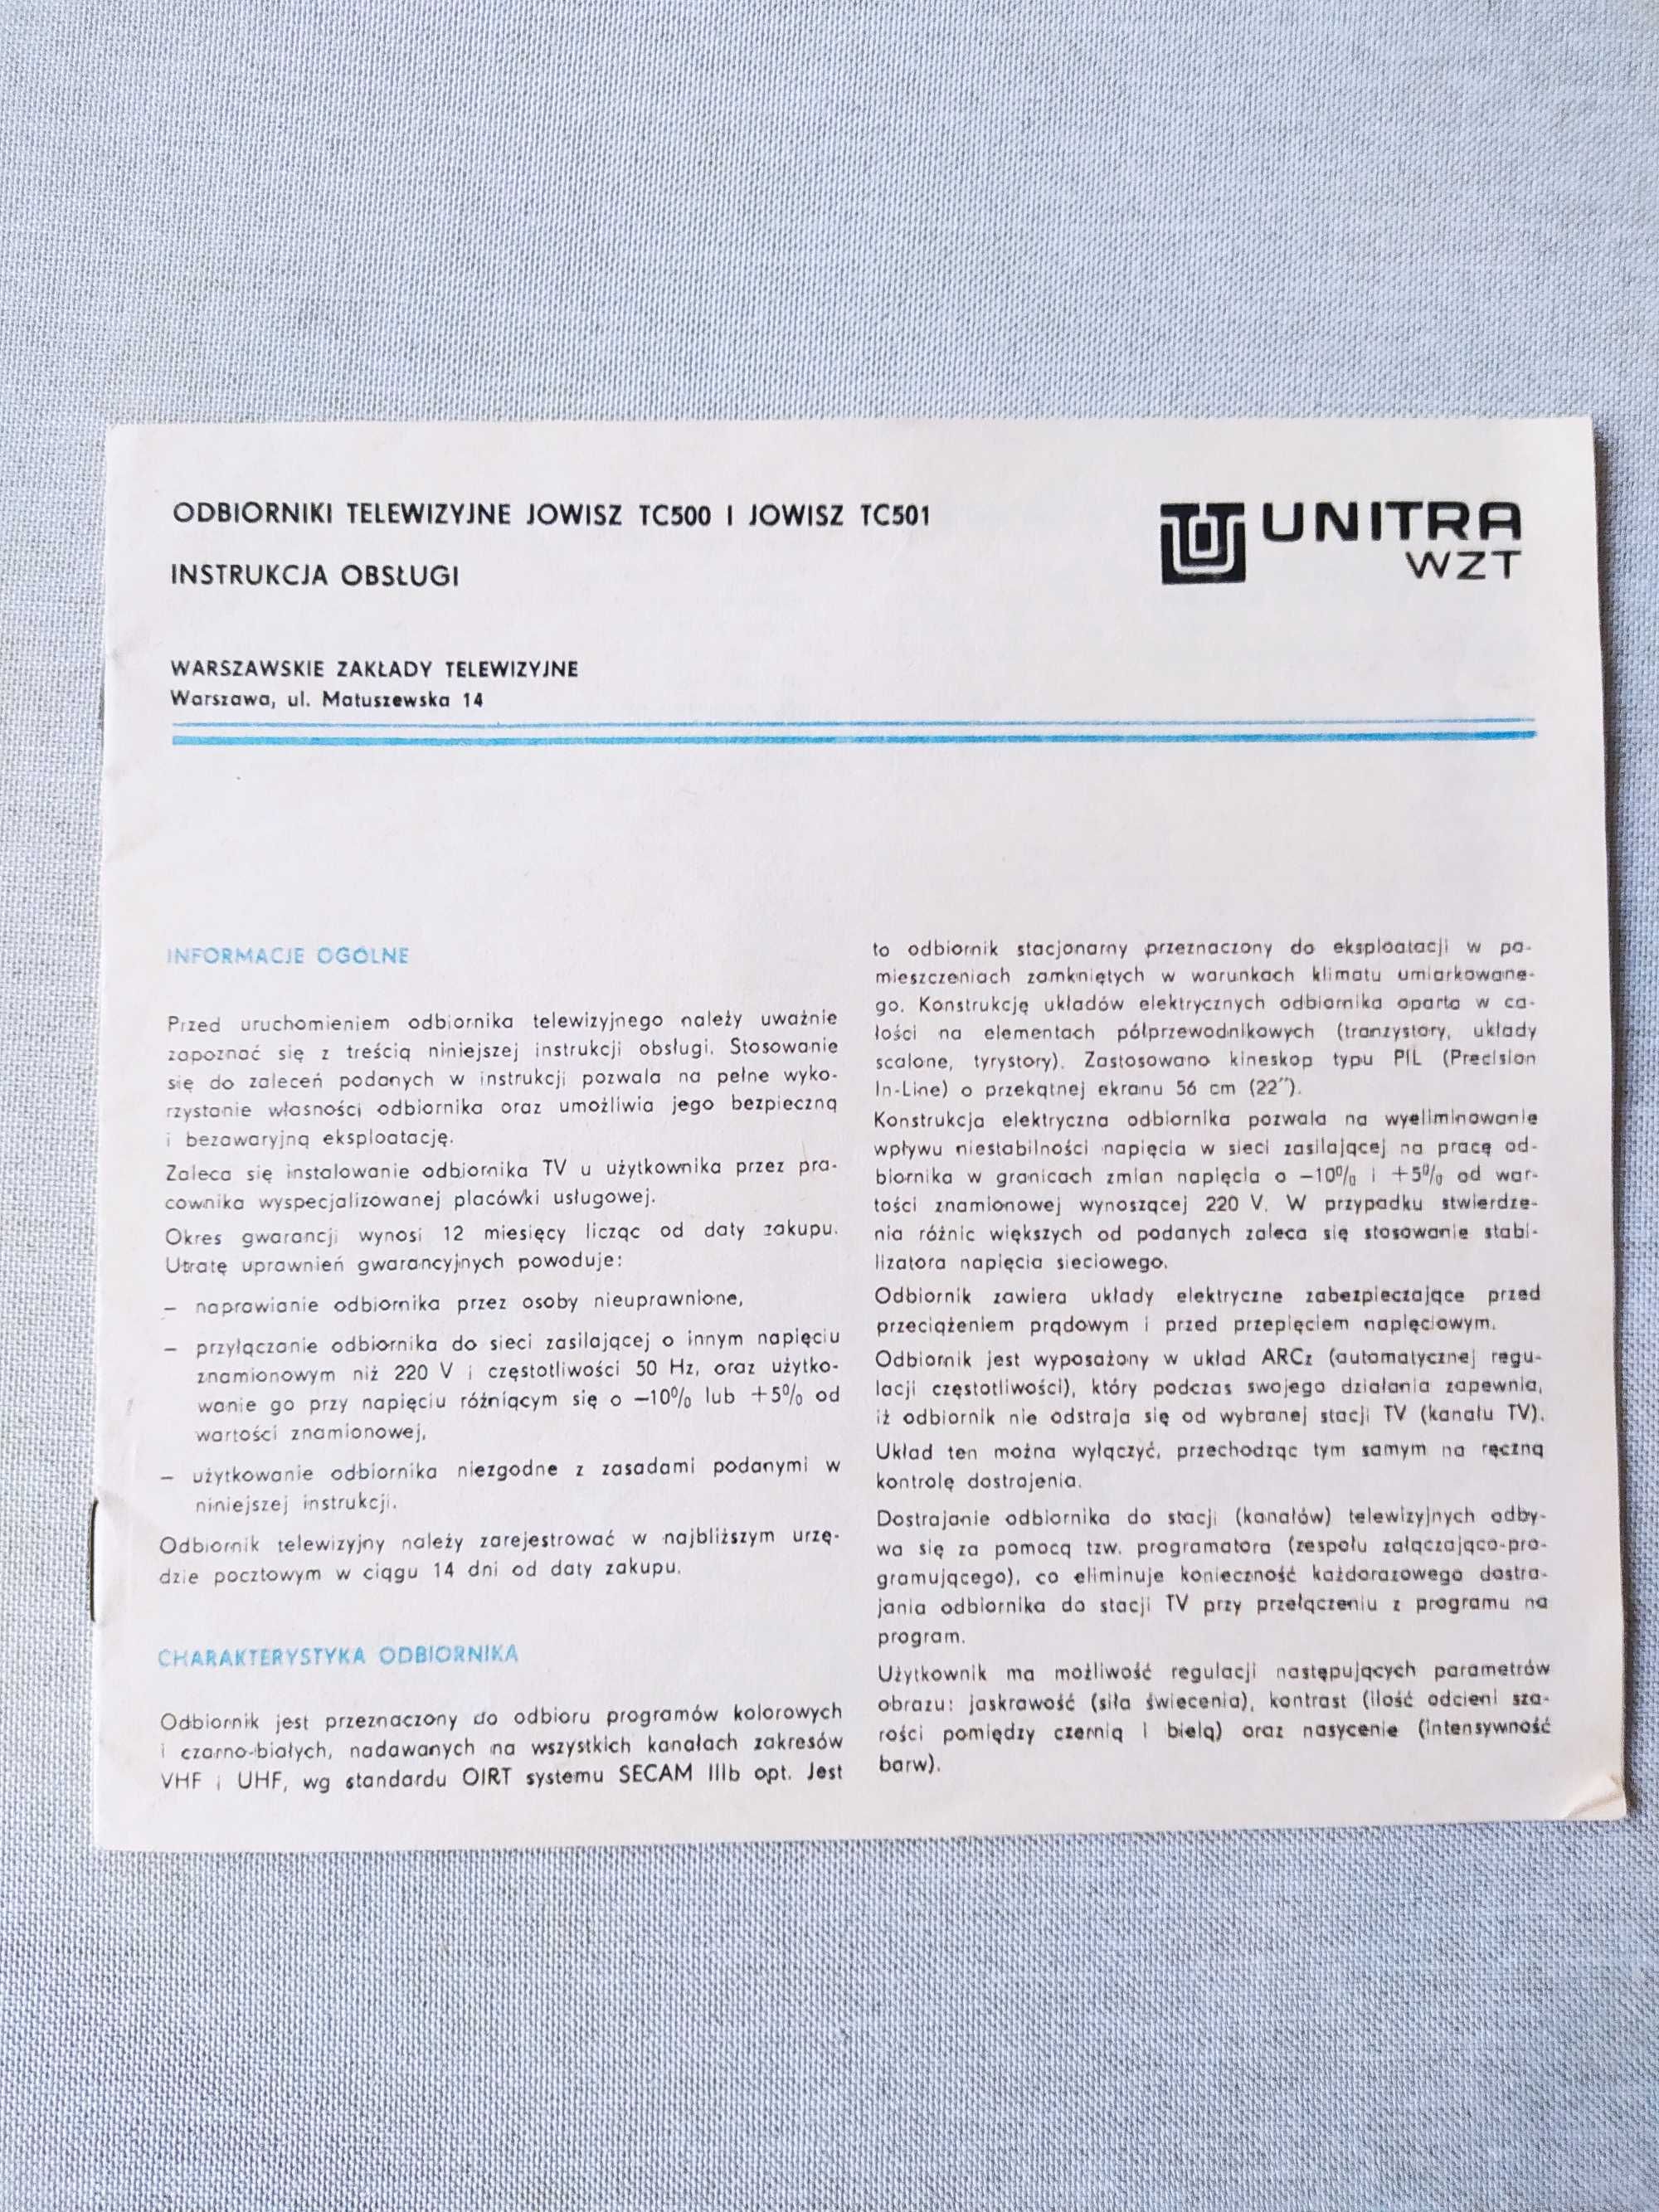 ODBIORNIKI TELEWIZYJNE JOWISZ TC500 I JOWISZ TC501
INSTRUKCJA OBSŁUGI
UNITRA
WZT
WARSZAWSKIE ZAKŁADY TELEWIZYJNE
Warszawa, ul. Matuszewska 14
INFORMACJE OGÓLNE
Przed uruchomieniem odbiornika telewizyjnego należy uważnie
zapoznać się z treścią niniejszej instrukcji obsługi. Stosowanie
się do zaleceń podanych w instrukcji pozwala na pełne wyko-
rzystanie własności odbiornika oraz umożliwia jego bezpieczną
i bezawaryjną eksploatację.
Zaleca się instalowanie odbiornika TV u użytkownika przez pra-
cownika wyspecjalizowanej placówki usługowej.
Okres gwarancji wynosi 12 miesięcy licząc od daty zakupu.
Utratę uprawnień gwarancyjnych powoduje:
– naprawianie odbiornika przez osoby nieuprawnione,
– przyłączanie odbiornika do sieci zasilającej o innym napięciu
znamionowym niż 220 V i częstotliwości 50 Hz, oraz użytko-
wanie go przy napięciu różniącym się o –10% lub +5% od
wartości znamionowej,
– użytkowanie odbiornika niezgodne z zasadami podanymi w
niniejszej instrukcji.
Odbiornik telewizyjny należy zarejestrować w najbliższym urzę-
dzie pocztowym w ciągu 14 dni od daty zakupu.
CHARAKTERYSTYKA ODBIORNIKA
Odbiornik jest przeznaczony do odbioru programów kolorowych
i czarno-białych, nadawanych na wszystkich kanałach zakresów
VHF i UHF, wg standardu OIRT systemu SECAM IIIb opt. Jest
to odbiornik stacjonarny przeznaczony do eksploatacji w po-
mieszczeniach zamkniętych w warunkach klimatu umiarkowane-
go. Konstrukcję układów elektrycznych odbiornika oparto w ca-
łości na elementach półprzewodnikowych (tranzystory, układy
scalone, tyrystory). Zastosowano kineskop typu PIL (Precision
In-Line) o przekątnej ekranu 56 cm (22").
Konstrukcja elektryczna odbiornika pozwala na wyeliminowanie
wpływu niestabilności napięcia w sieci zasilającej na pracę od-
biornika w granicach zmian napięcia o –10% i +5% od war-
tości znamionowej wynoszącej 220 V. W przypadku stwierdze-
nia różnic większych od podanych zaleca się stosowanie stabi-
lizatora napięcia sieciowego.
Odbiornik zawiera układy elektryczne zabezpieczające przed
przeciążeniem prądowym i przed przepięciem napięciowym.
Odbiornik jest wyposażony w układ ARCz (automatycznej regu-
lacji częstotliwości), który podczas swojego działania zapewnia,
iż odbiornik nie odstraja się od wybranej stacji TV (kanału TV).
Układ ten można wyłączyć, przechodząc tym samym na ręczną
kontrolę dostrojenia.
Dostrajanie odbiornika do stacji (kanałów) telewizyjnych odby-
wa się za pomocą tzw. programatora (zespołu załączająco-pro-
gramującego), co eliminuje konieczność każdorazowego dostra-
jania odbiornika do stacji TV przy przełączeniu z programu na
program.
Użytkownik ma możliwość regulacji następujących parametrów
obrazu: jaskrawość (siła świecenia), kontrast (ilość odcieni sza-
rości pomiędzy czernią i bielą) oraz nasycenie (intensywność
barw).